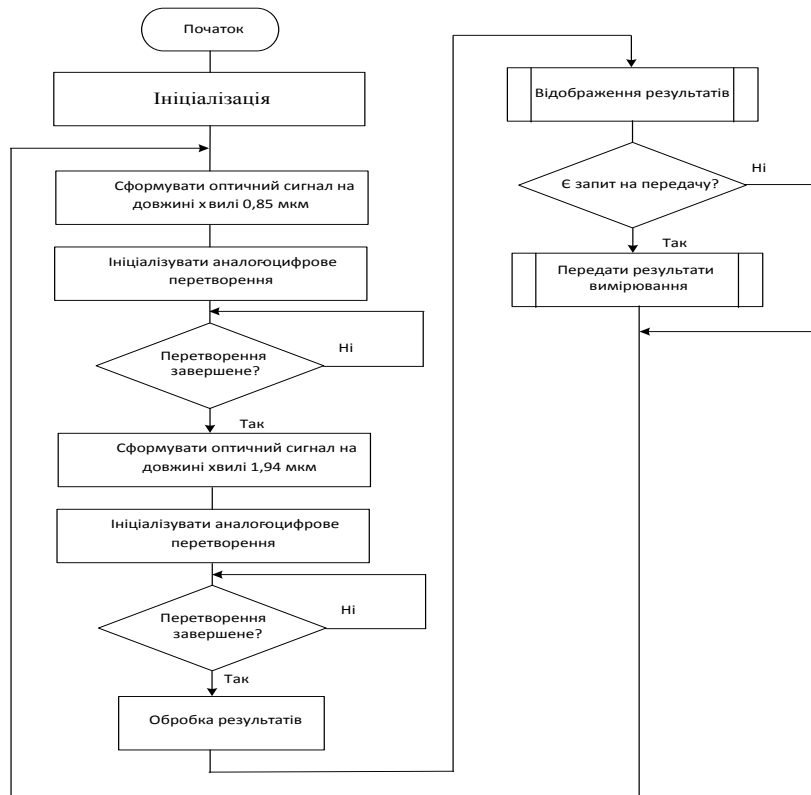 Початок
Ініціалізація
Сформувати оптичний сигнал на
довжині хвилі 0,85 мкм
Ініціалізувати аналогоцифрове
перетворення
Перетворення
завершене?
Ні
Так
Сформувати оптичний сигнал на
довжині хвилі 1,94 мкм
Ініціалізувати аналогоцифрове
перетворення
Перетворення
завершене?
Ні
Так
Обробка результатів
Відображення результатів
Є запит на передачу?
Ні
Так
Передати результати
вимірювання